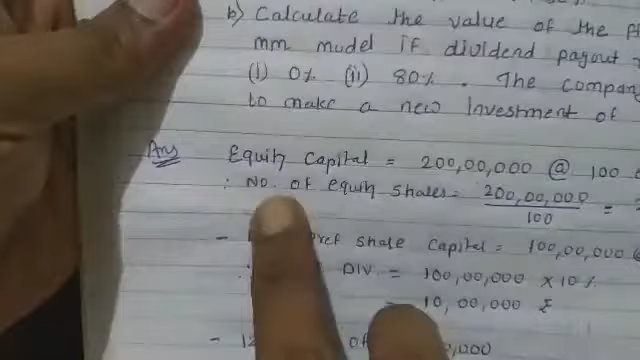 b) Calculate the value of the
mm model if dividend payout
(i) 0% (ii) 80%. The compan
to make a new investment of
Ans Equity Capital = 200,00,000 @ 100
∴ No. of equity shares = 200,00,000 / 100 =
- pref share Capital = 100,00,000
DIV. = 100,00,000 x 10%
= 10,00,000 ₹
- 12